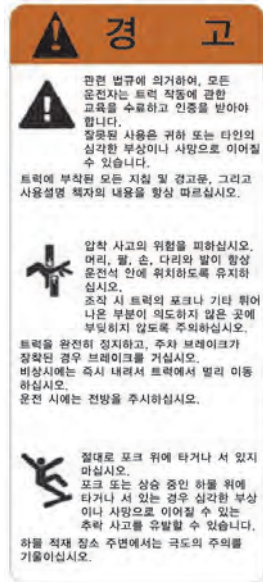 경 고
관련 법규에 의거하여, 모든
운전자는 트럭 작동에 관한
교육을 수료하고 인증을 받아야
합니다.
잘못된 사용은 귀하 또는 타인의
심각한 부상이나 사망으로 이어질
수 있습니다.
트럭에 부착된 모든 지침 및 경고문, 그리고
사용설명 책자의 내용을 항상 따르십시오.
압착 사고의 위험을 피하십시오.
머리, 팔, 손, 다리와 발이 항상
운전석 안에 위치하도록 유지하
십시오.
조작 시 트럭의 포크나 기타 튀어
나온 부분이 의도하지 않은 곳에
부딪히지 않도록 주의하십시오.
트럭을 완전히 정지하고, 주차 브레이크가
장착된 경우 브레이크를 거십시오.
비상시에는 즉시 내려서 트럭에서 멀리 이동
하십시오.
운전 시에는 전방을 주시하십시오.
절대로 포크 위에 타거나 서 있지
마십시오.
포크 또는 상승 중인 하물 위에
타거나 서 있는 경우 심각한 부상
이나 사망으로 이어질 수 있는
추락 사고를 유발할 수 있습니다.
하물 적재 장소 주변에서는 극도의 주의를
기울이십시오.